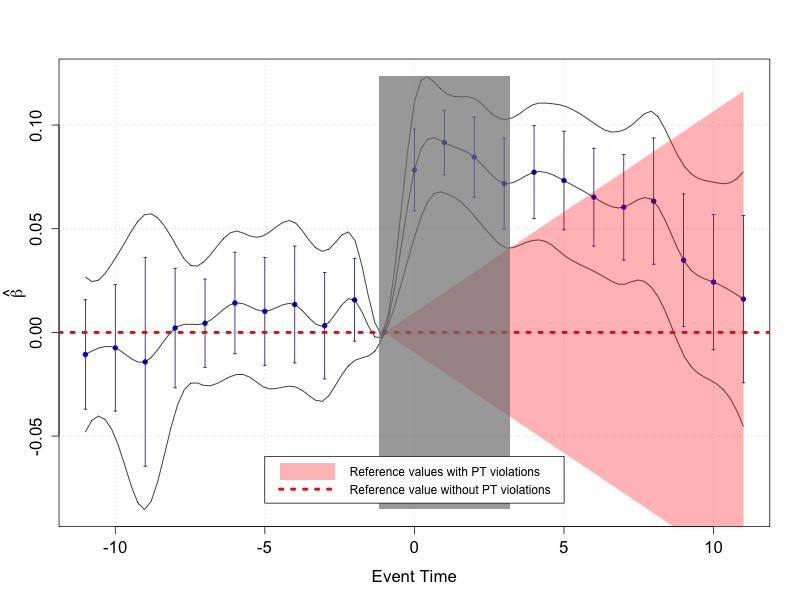 0.10
0.05
0.00
-0.05
β̂
Reference values with PT violations
Reference value without PT violations
-10 -5 0 5 10
Event Time